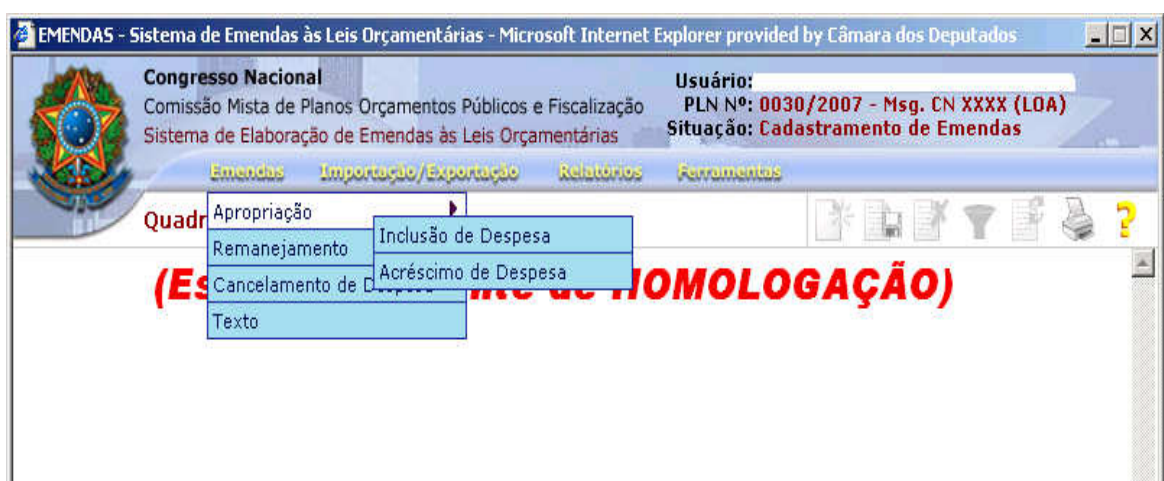 EMENDAS - Sistema de Emendas às Leis Orçamentárias - Microsoft Internet Explorer provided by Câmara dos Deputados
Congresso Nacional
Comissão Mista de Planos Orçamentos Públicos e Fiscalização
Sistema de Elaboração de Emendas às Leis Orçamentárias
Usuário:
PLN Nº: 0030/2007 - Msg. CN XXXX (LOA)
Situação: Cadastramento de Emendas
Emendas Importação/Exportação Relatórios Ferramentas
Quadr
Apropriação
Remanejamento
Cancelamento de
Texto
Inclusão de Despesa
Acréscimo de Despesa
(Es de HOMOLOGAÇÃO)